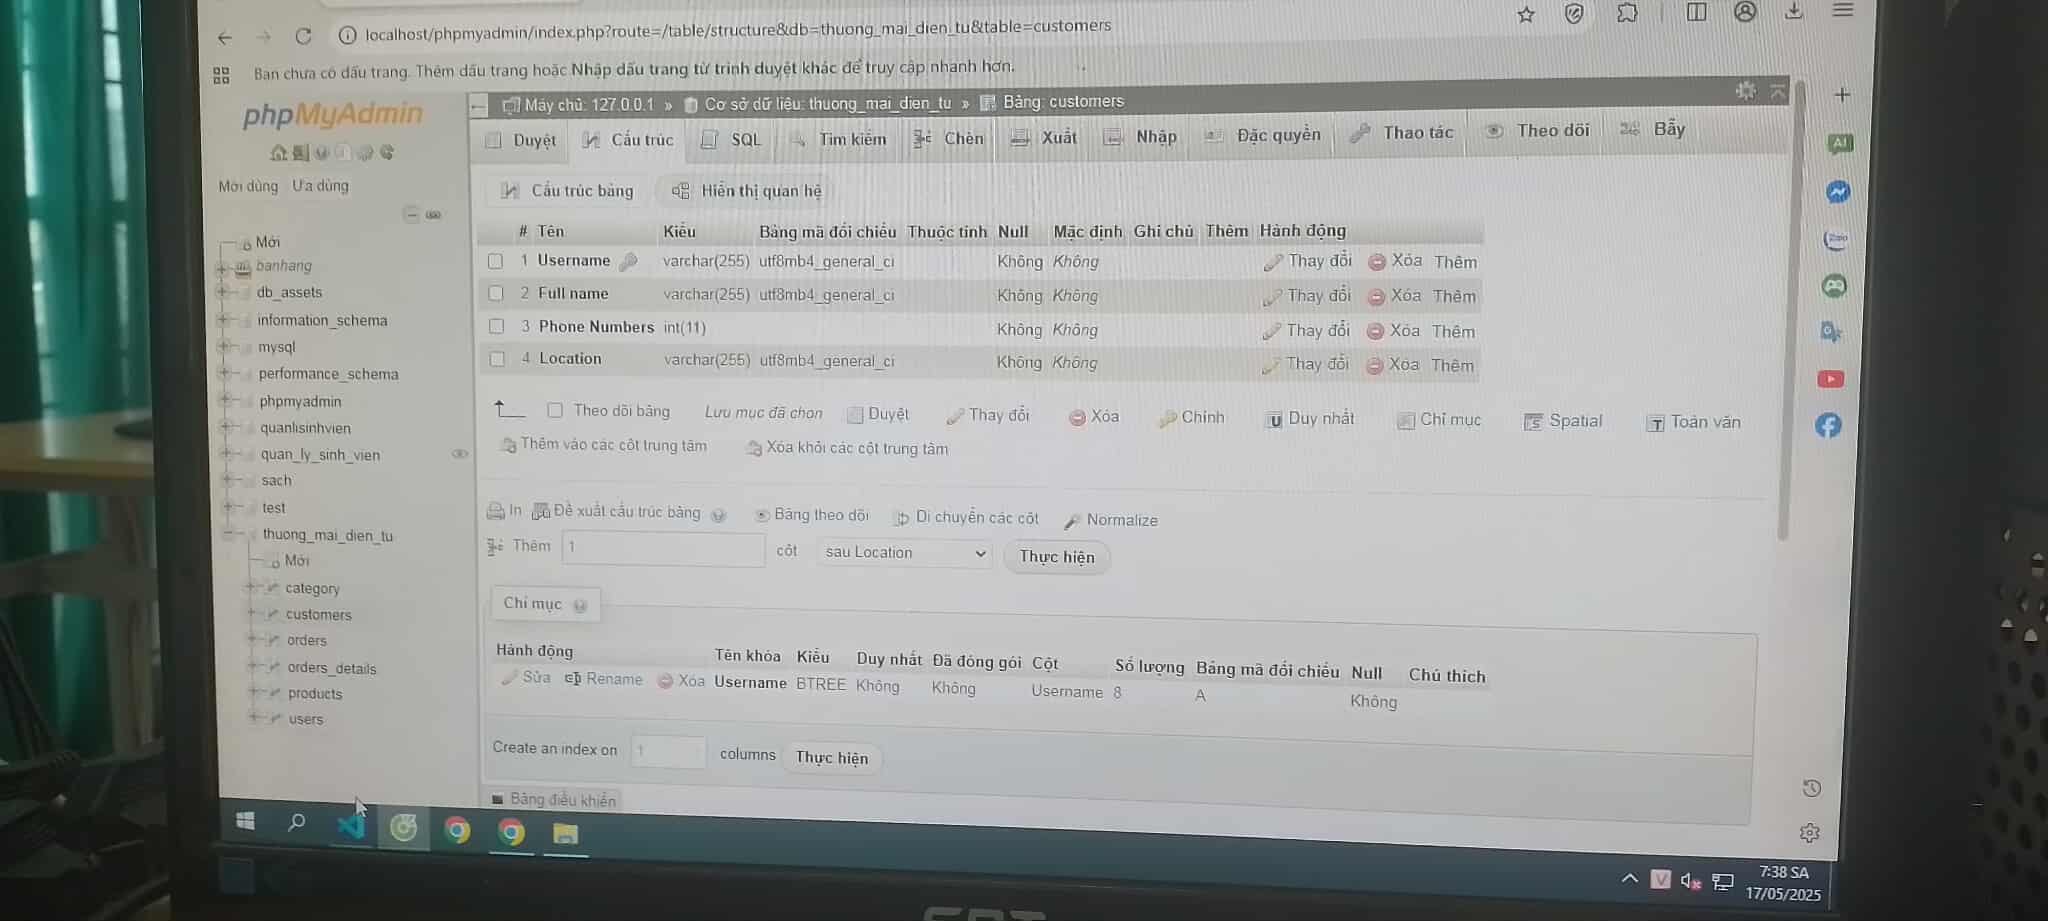 localhost/phpmyadmin/index.php?route=/table/structure&db=thuong_mai_dien_tu&table=customers
Bạn chưa có dấu trang. Thêm dấu trang hoặc Nhập dấu trang từ trình duyệt khác để truy cập nhanh hơn.
phpMyAdmin
Mới dùng Ưa dùng
Mới
banhang
db_assets
information_schema
mysql
performance_schema
phpmyadmin
quanlisinhvien
quan_ly_sinh_vien
sach
test
thuong_mai_dien_tu
Mới
category
customers
orders
orders_details
products
users
Máy chủ: 127.0.0.1 » Cơ sở dữ liệu: thuong_mai_dien_tu » Bảng: customers
Duyệt Cấu trúc SQL Tìm kiếm Chèn Xuất Nhập Đặc quyền Thao tác Theo dõi Bẫy
Cấu trúc bảng Hiển thị quan hệ
# Tên Kiểu Bảng mã đối chiếu Thuộc tính Null Mặc định Ghi chú Thêm Hành động
1 Username varchar(255) utf8mb4_general_ci Không Không Thay đổi Xóa Thêm
2 Full name varchar(255) utf8mb4_general_ci Không Không Thay đổi Xóa Thêm
3 Phone Numbers int(11) Không Không Thay đổi Xóa Thêm
4 Location varchar(255) utf8mb4_general_ci Không Không Thay đổi Xóa Thêm
Theo dõi bảng Lưu mục đã chọn Duyệt Thay đổi Xóa Chính U Duy nhất Chỉ mục S Spatial T Toàn văn
Thêm vào các cột trung tâm Xóa khỏi các cột trung tâm
In Đề xuất cấu trúc bảng Bảng theo dõi Di chuyển các cột Normalize
Thêm 1 cột sau Location Thực hiện
Chỉ mục
Hành động Tên khóa Kiểu Duy nhất Đã đóng gói Cột Số lượng Bảng mã đối chiếu Null Chú thích
Sửa Rename Xóa Username BTREE Không Không Username 8 A Không
Create an index on 1 columns Thực hiện
Bảng điều khiển
AI
Zalo
V
7:38 SA
17/05/2025